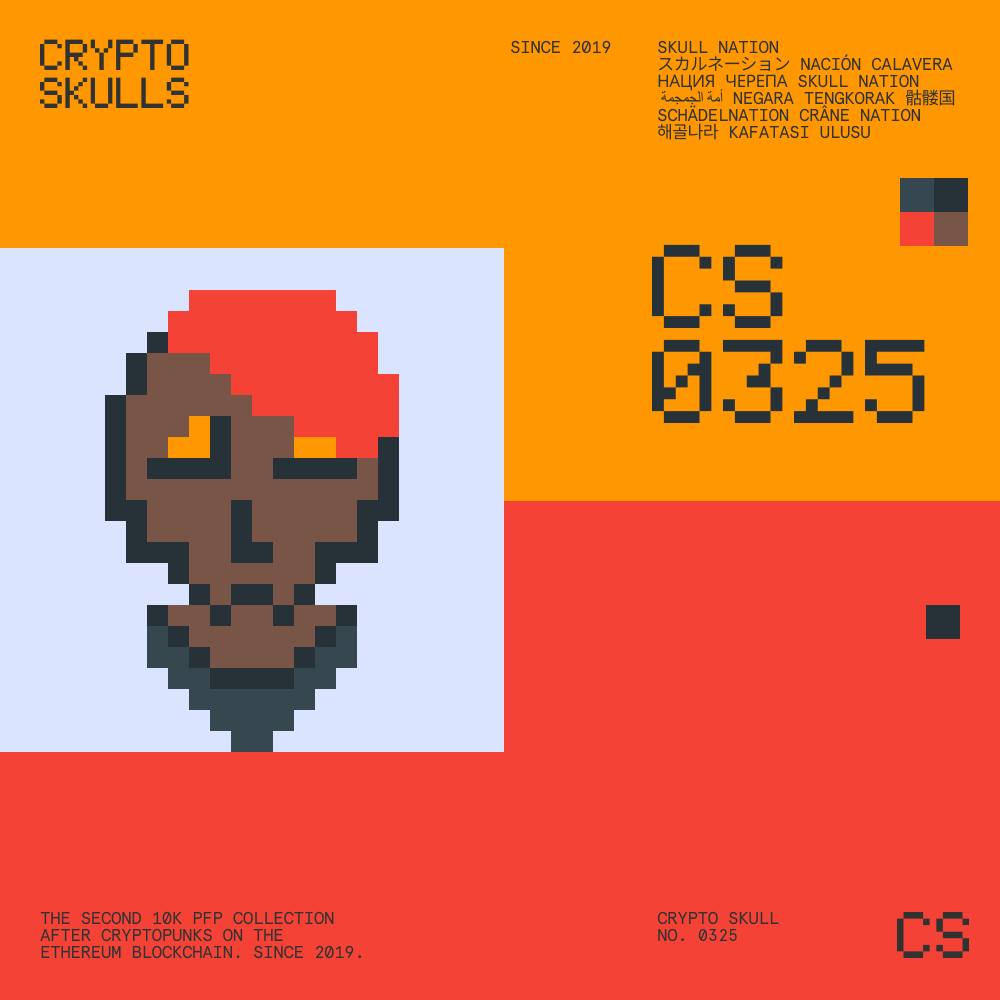 CRYPTO
SKULLS
SINCE 2019
SKULL NATION
スカルネーション NACIÓN CALAVERA
НАЦИЯ ЧЕРЕПА SKULL NATION
أمة الجمجمة NEGARA TENGKORAK 骷髅国
SCHÄDELNATION CRÂNE NATION
해골나라 KAFATASI ULUSU
CS
0325
THE SECOND 10K PFP COLLECTION
AFTER CRYPTOPUNKS ON THE
ETHEREUM BLOCKCHAIN. SINCE 2019.
CRYPTO SKULL
NO. 0325
CS